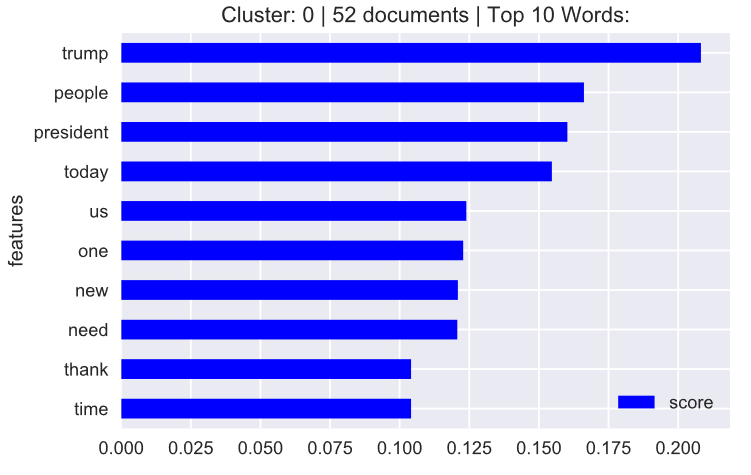 Cluster: 0 | 52 documents | Top 10 Words:
features
trump
people
president
today
us
one
new
need
thank
time
score
0.000 0.025 0.050 0.075 0.100 0.125 0.150 0.175 0.200